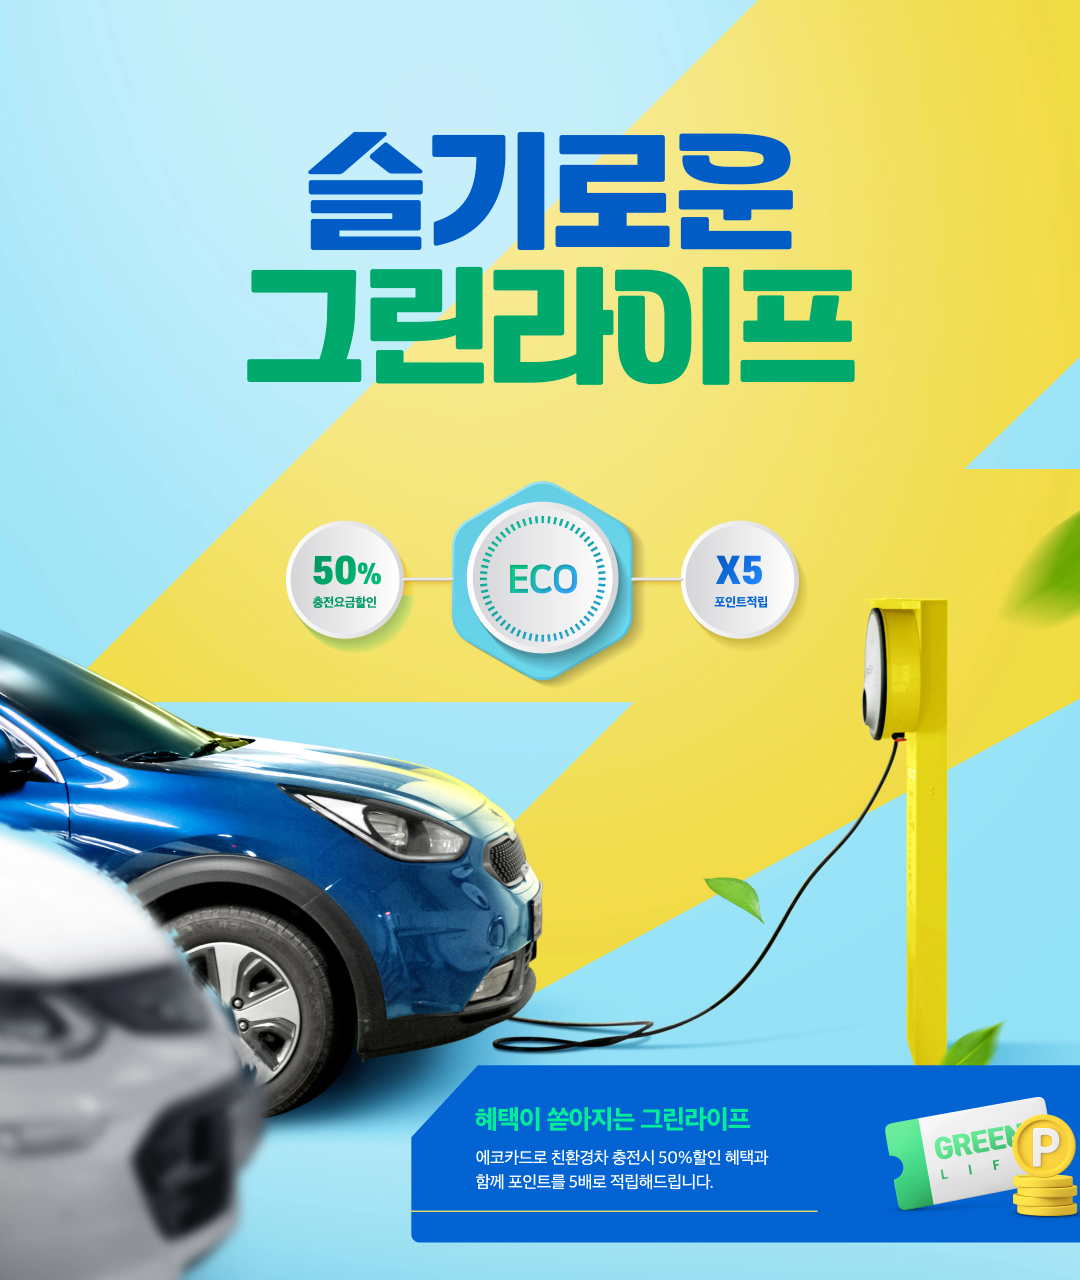 슬기로운
그린라이프
50%
충전요금할인
ECO
X5
포인트적립
혜택이 쏟아지는 그린라이프
에코카드로 친환경차 충전시 50%할인 혜택과
함께 포인트를 5배로 적립해드립니다.
GREEN
LIF
P